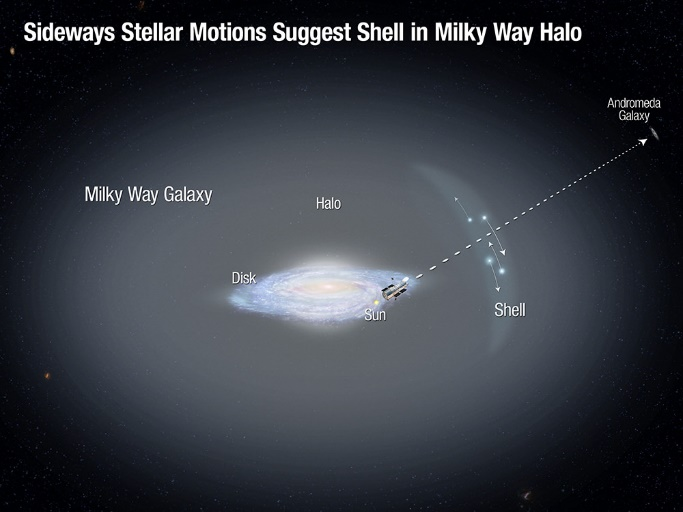 Sideways Stellar Motions Suggest Shell in Milky Way Halo
Andromeda
Galaxy
Milky Way Galaxy
Halo
Disk
Sun
Shell